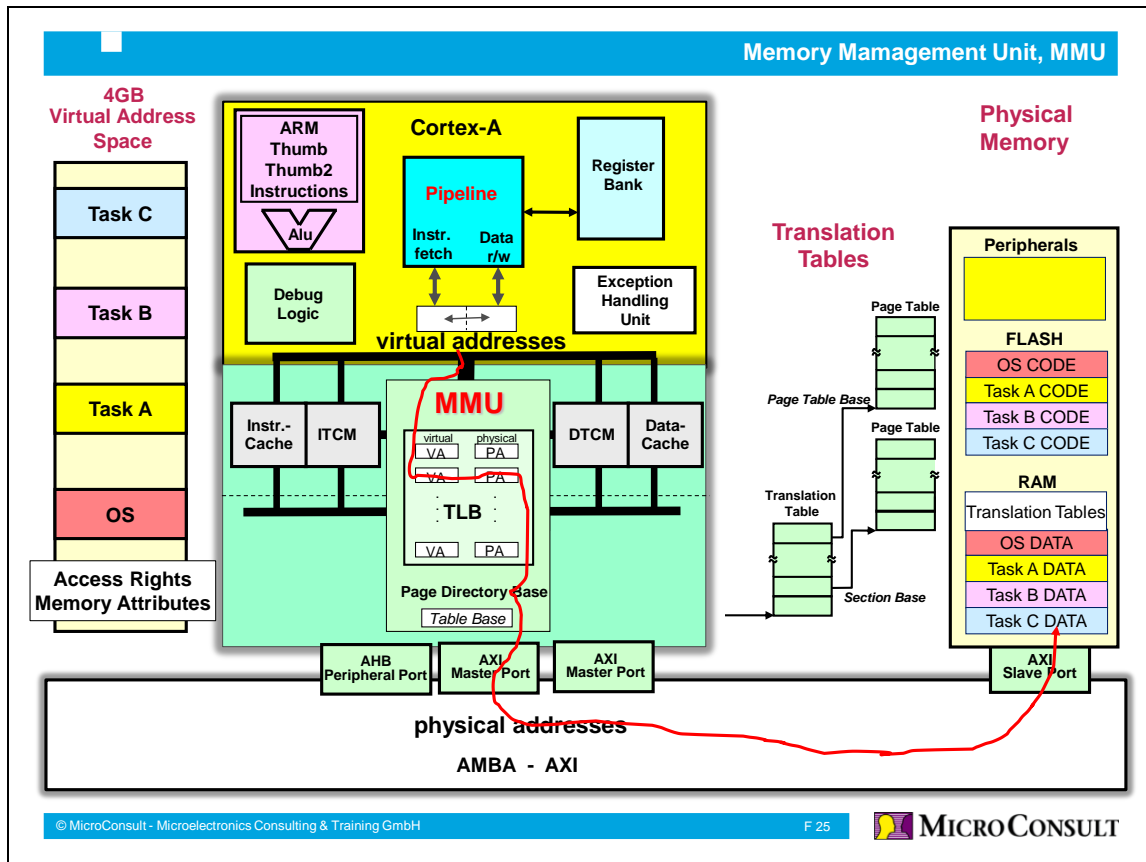 Memory Mamagement Unit, MMU
4GB
Virtual Address
Space
Task C
Task B
Task A
OS
Access Rights
Memory Attributes
Cortex-A
ARM
Thumb
Thumb2
Instructions
Alu
Pipeline
Instr.
fetch
Data
r/w
Register
Bank
Debug
Logic
Exception
Handling
Unit
virtual addresses
MMU
Instr.-
Cache
ITCM
DTCM
Data-
Cache
virtual physical
VA PA
VA PA
TLB
VA PA
Page Directory Base
Table Base
AHB
Peripheral Port
AXI
Master Port
AXI
Master Port
physical addresses
AMBA - AXI
Translation
Tables
Page Table
Page Table Base
Page Table
Translation
Table
Section Base
Physical
Memory
Peripherals
FLASH
OS CODE
Task A CODE
Task B CODE
Task C CODE
RAM
Translation Tables
OS DATA
Task A DATA
Task B DATA
Task C DATA
AXI
Slave Port
© MicroConsult - Microelectronics Consulting & Training GmbH
F 25
MICROCONSULT